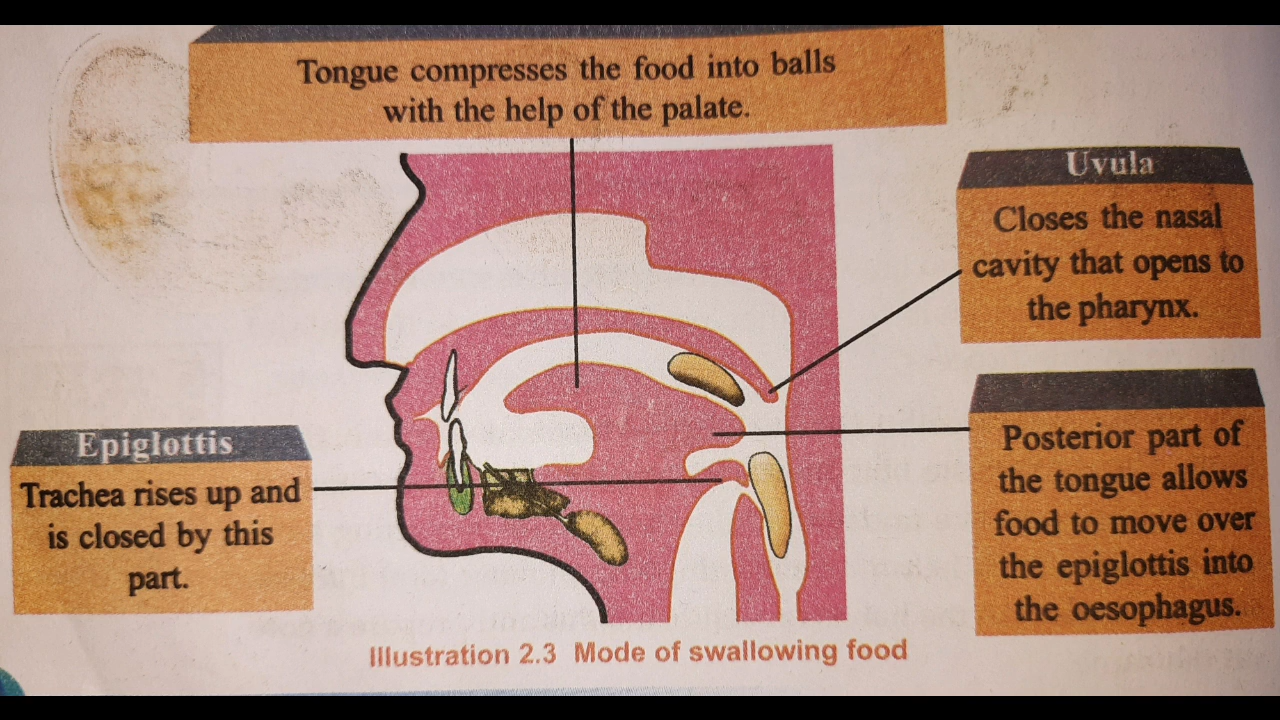 Tongue compresses the food into balls
with the help of the palate.
Uvula
Closes the nasal
cavity that opens to
the pharynx.
Epiglottis
Trachea rises up and
is closed by this
part.
Posterior part of
the tongue allows
food to move over
the epiglottis into
the oesophagus.
Illustration 2.3 Mode of swallowing food